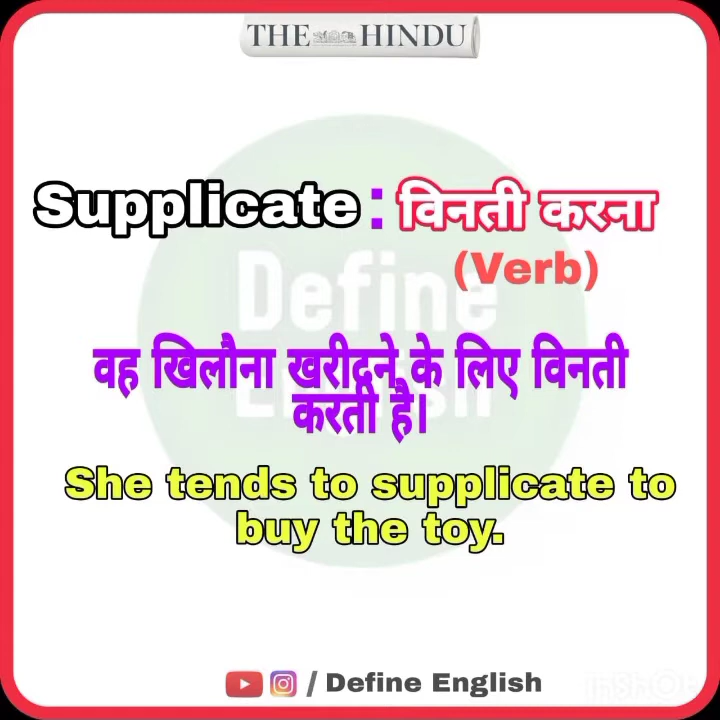 THE HINDU
Supplicate : विनती करना
(Verb)
Define
वह खिलौना खरीदने के लिए विनती
करती है।
She tends to supplicate to
buy the toy.
/ Define English